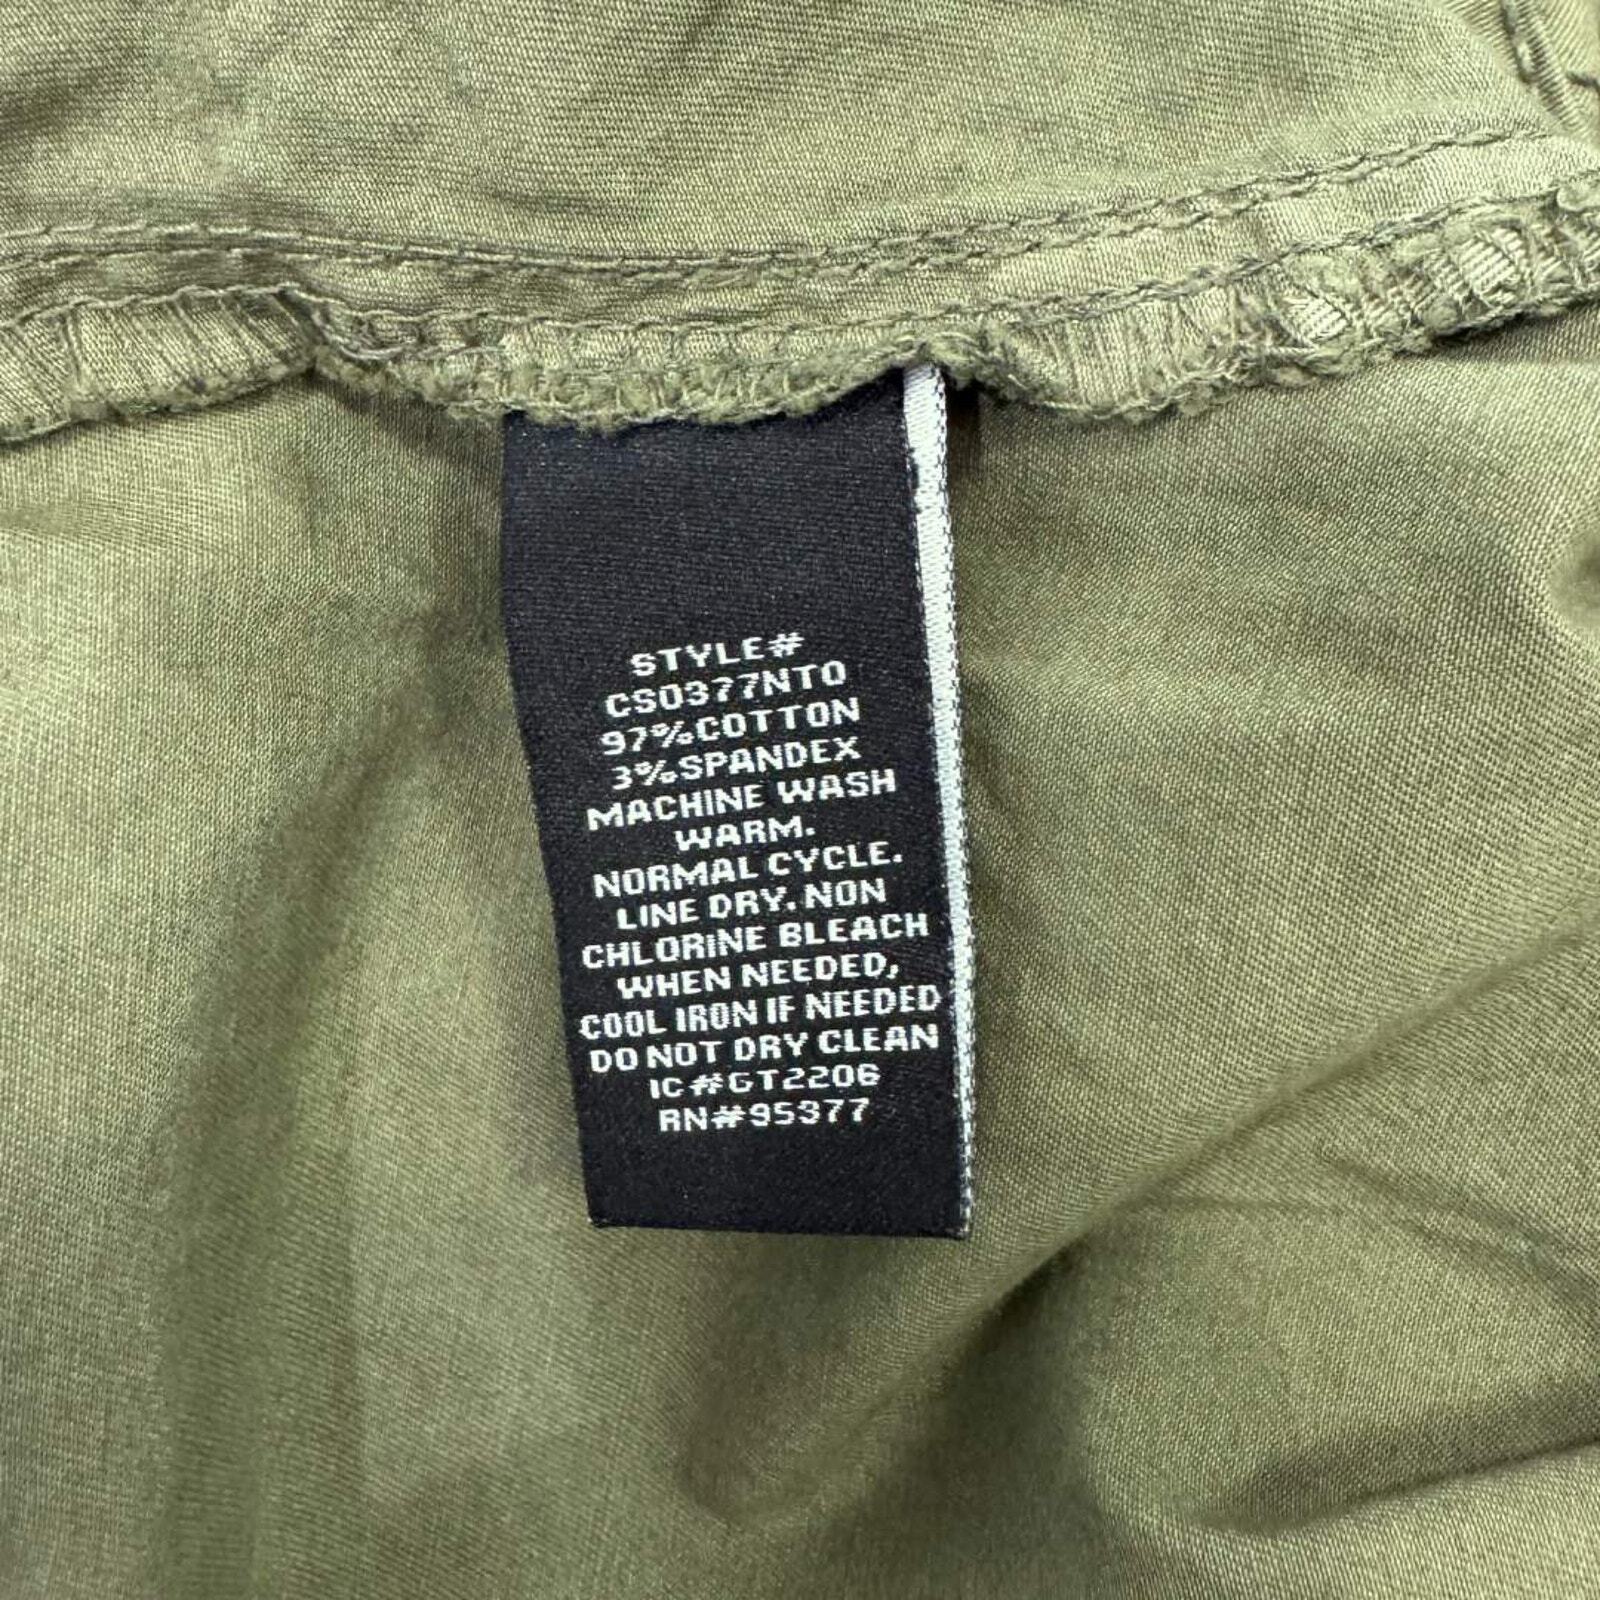 STYLE#
CS0377NTO
97%COTTON
3%SPANDEX
MACHINE WASH
WARM.
NORMAL CYCLE.
LINE DRY. NON
CHLORINE BLEACH
WHEN NEEDED,
COOL IRON IF NEEDED
DO NOT DRY CLEAN
IC#GT2206
RN#95377